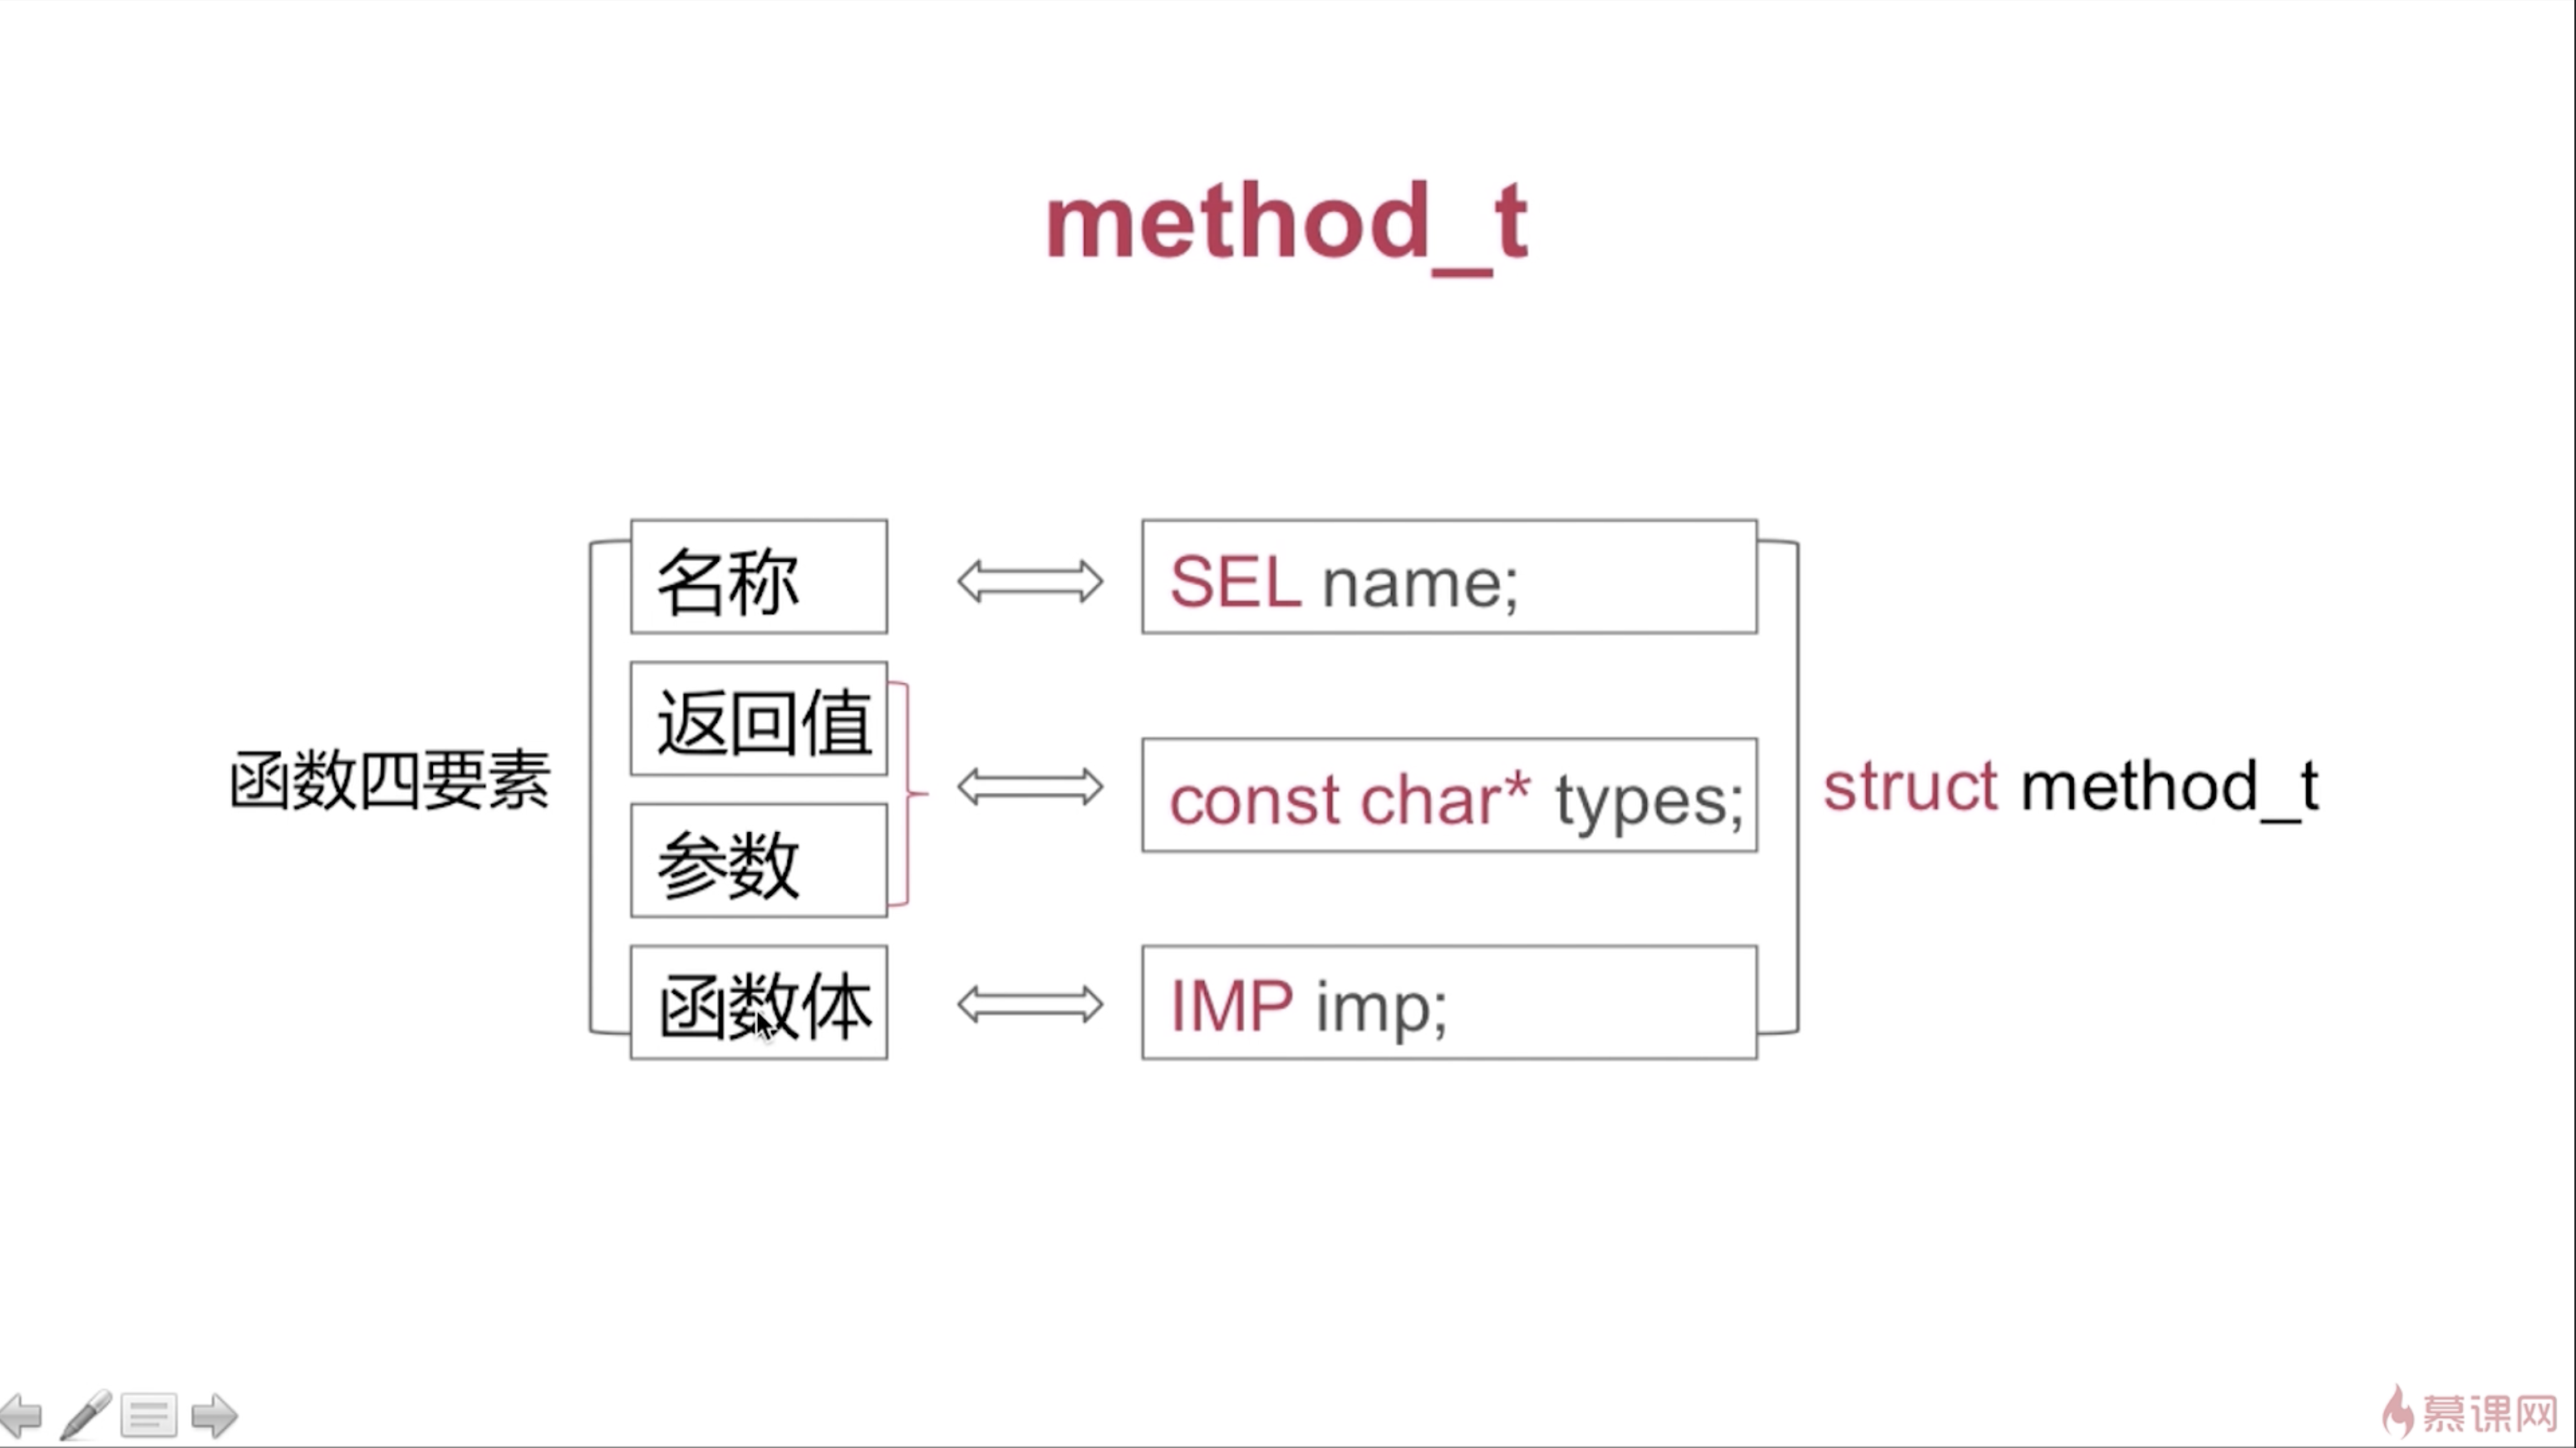 method_t
函数四要素
名称
SEL name;
返回值
const char* types;
参数
函数体
IMP imp;
struct method_t
慕课网